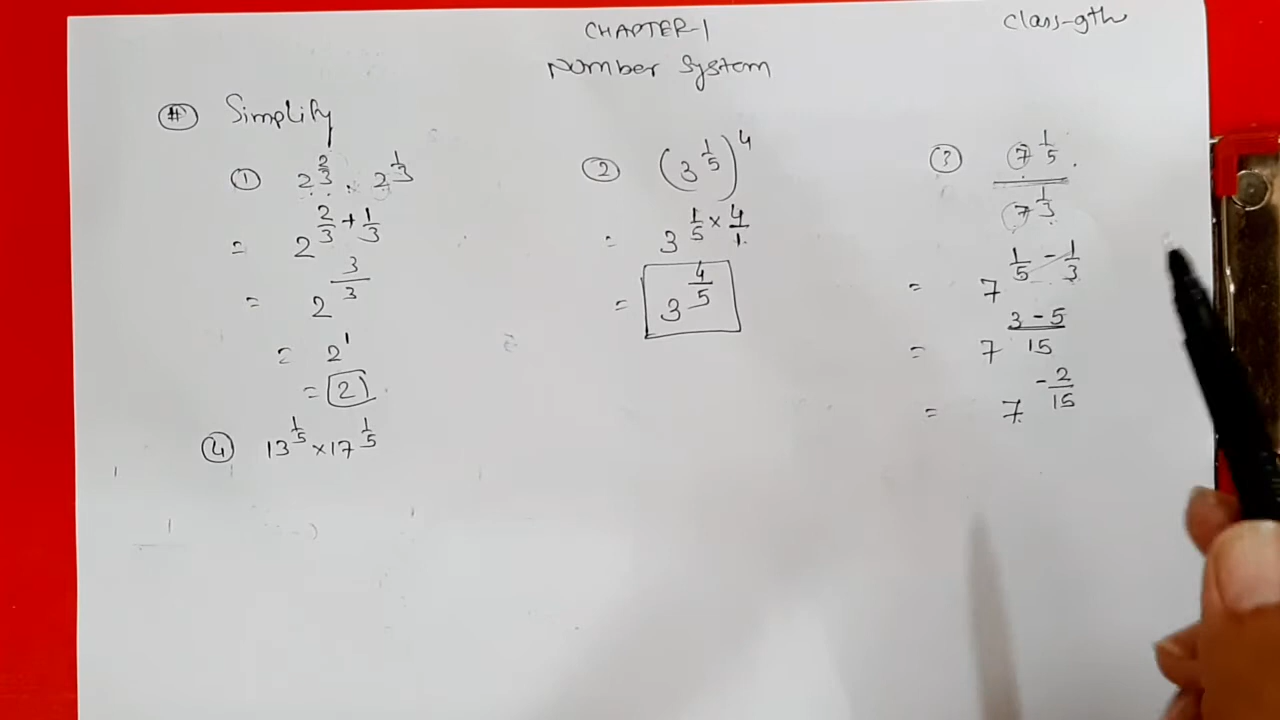 CHAPTER-1
Class-9th
Number System
# Simplify
① 2^{2/3} . 2^{1/3}
= 2^{2/3 + 1/3}
= 2^{3/3}
= 2^1
= 2
② (3^{1/5})^4
= 3^{1/5 × 4/1}
= 3^{4/5}
③ 7^{1/5} / 7^{1/3}
= 7^{1/5 - 1/3}
= 7^{(3-5)/15}
= 7^{-2/15}
④ 13^{1/5} × 17^{1/5}